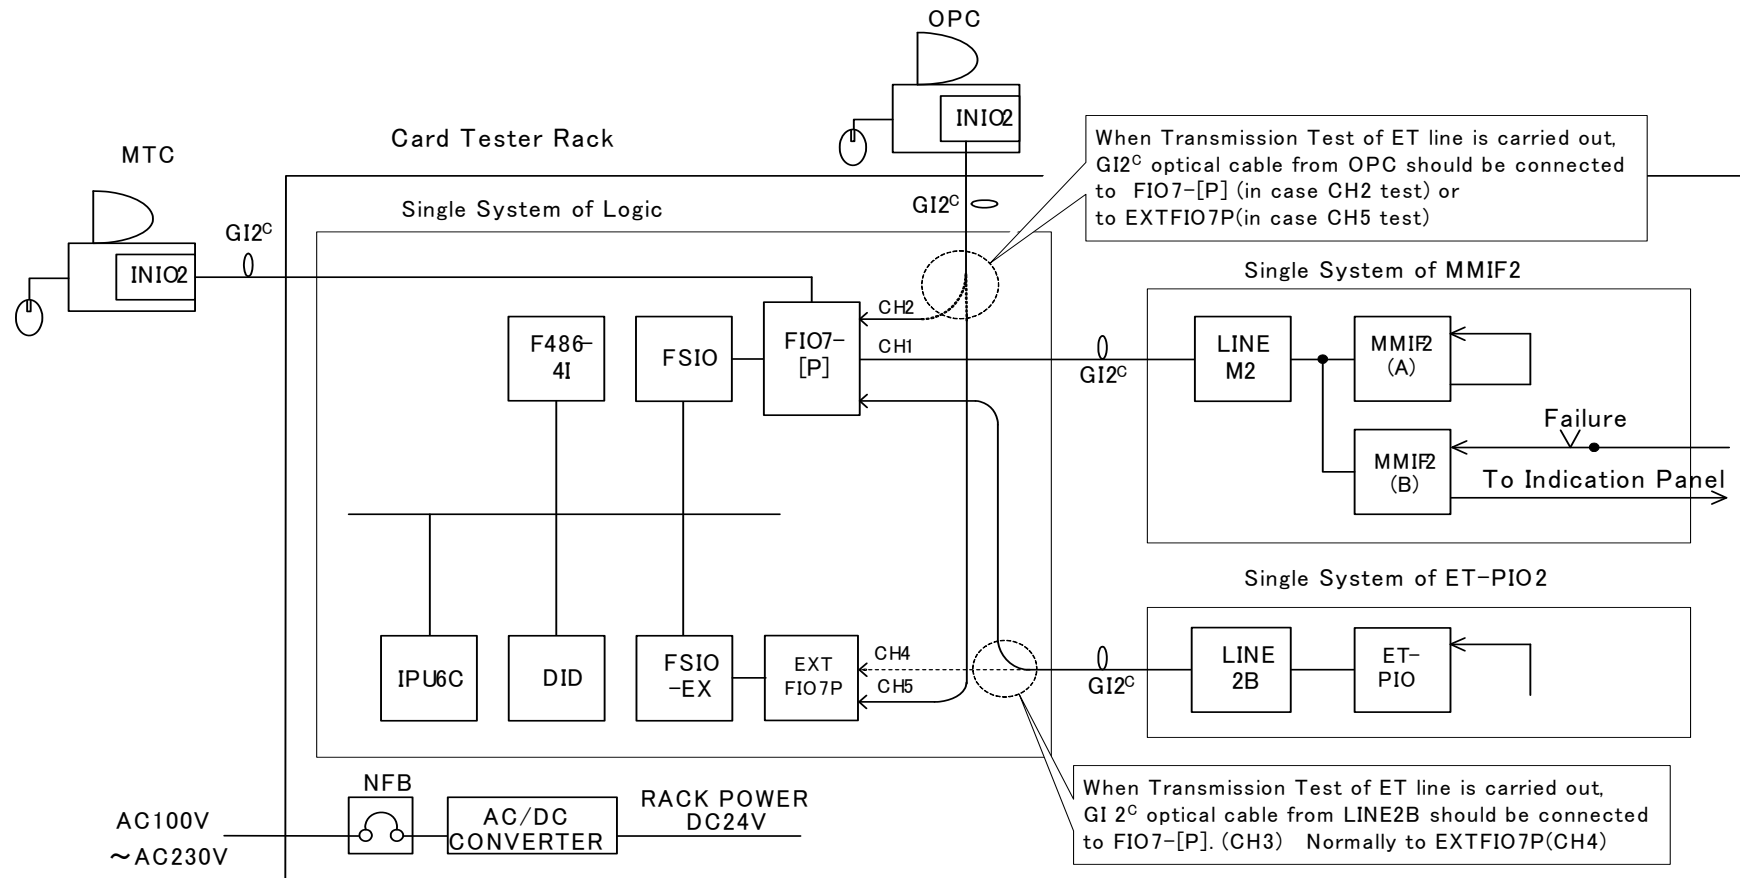 OPC
INIO2
Card Tester Rack
MTC
When Transmission Test of ET line is carried out,
GI2ᶜ optical cable from OPC should be connected
to FIO7-[P] (in case CH2 test) or
to EXTFIO7P(in case CH5 test)
GI2ᶜ
Single System of Logic
GI2ᶜ
INIO2
Single System of MMIF2
CH2
F486-
4I
FSIO
FIO7-
[P]
CH1
GI2ᶜ
LINE
M2
MMIF2
(A)
Failure
MMIF2
(B)
To Indication Panel
Single System of ET-PIO2
IPU6C
DID
FSIO
-EX
EXT
FIO7P
CH4
CH5
GI2ᶜ
LINE
2B
ET-
PIO
NFB
AC100V
~AC230V
AC/DC
CONVERTER
RACK POWER
DC24V
When Transmission Test of ET line is carried out,
GI 2ᶜ optical cable from LINE2B should be connected
to FIO7-[P]. (CH3) Normally to EXTFIO7P(CH4)